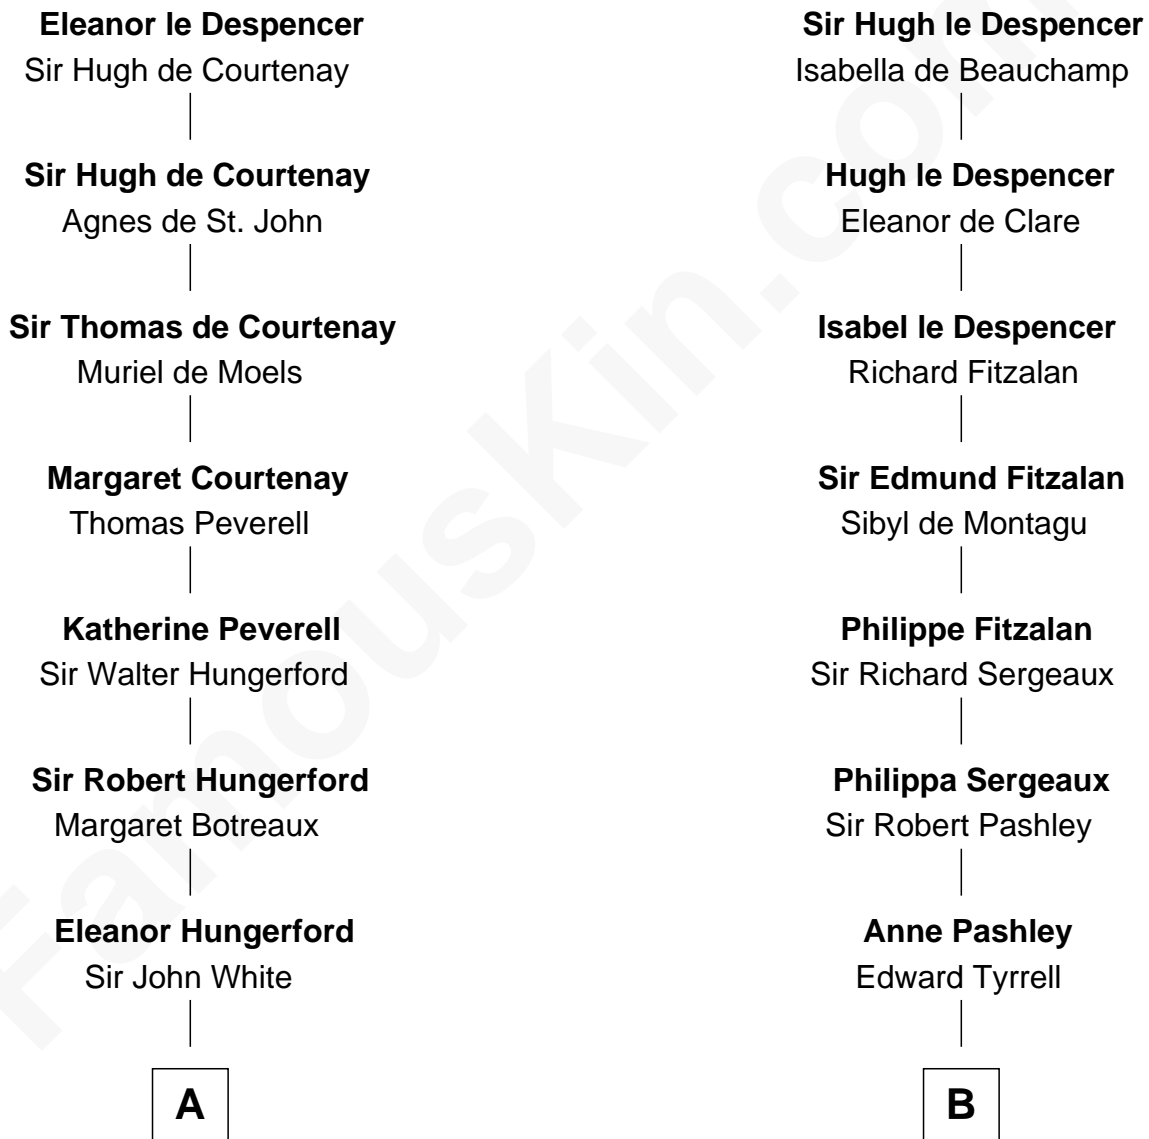 Eleanor le Despencer
Sir Hugh de Courtenay
Sir Hugh de Courtenay
Agnes de St. John
Sir Thomas de Courtenay
Muriel de Moels
Margaret Courtenay
Thomas Peverell
Katherine Peverell
Sir Walter Hungerford
Sir Robert Hungerford
Margaret Botreaux
Eleanor Hungerford
Sir John White
A
Sir Hugh le Despencer
Isabella de Beauchamp
Hugh le Despencer
Eleanor de Clare
Isabel le Despencer
Richard Fitzalan
Sir Edmund Fitzalan
Sibyl de Montagu
Philippe Fitzalan
Sir Richard Sergeaux
Philippa Sergeaux
Sir Robert Pashley
Anne Pashley
Edward Tyrrell
B
FamousKin.com